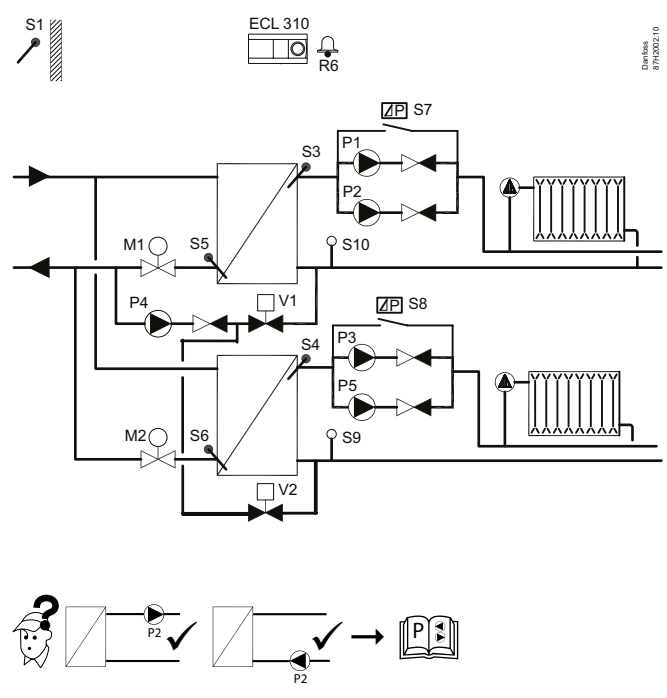 S1
ECL 310
R6
Danfoss
87H2002.10
P S7
P1
S3
P2
M1
S5
S10
P4
V1
P S8
P3
S4
P5
M2
S6
S9
V2
?
P2
P2
P